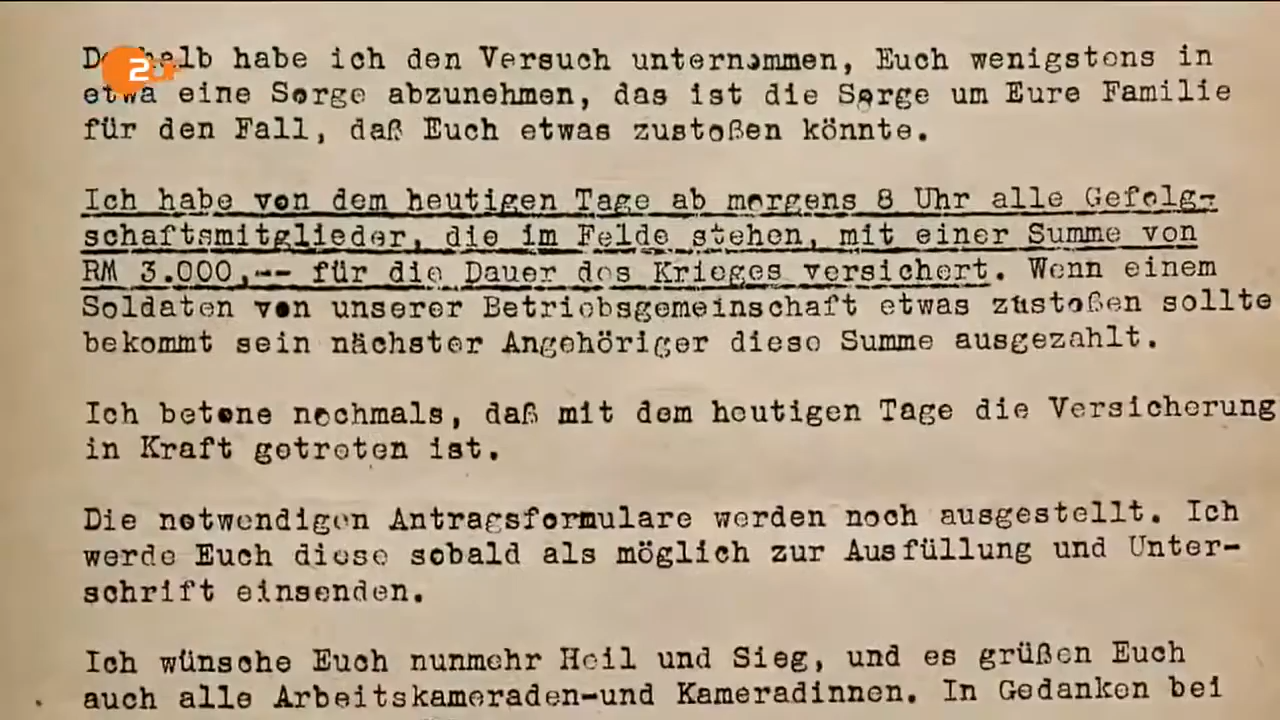 Deshalb habe ich den Versuch unternommen, Euch wenigstens in
etwa eine Sorge abzunehmen, das ist die Sorge um Eure Familie
für den Fall, daß Euch etwas zustoßen könnte.
Ich habe von dem heutigen Tage ab morgens 8 Uhr alle Gefolg-
schaftsmitglieder, die im Felde stehen, mit einer Summe von
RM 3.000,-- für die Dauer des Krieges versichert. Wenn einem
Soldaten von unserer Betriebsgemeinschaft etwas zustoßen sollte
bekommt sein nächster Angehöriger diese Summe ausgezahlt.
Ich betone nochmals, daß mit dem heutigen Tage die Versicherung
in Kraft getreten ist.
Die notwendigen Antragsformulare werden noch ausgestellt. Ich
werde Euch diese sobald als möglich zur Ausfüllung und Unter-
schrift einsenden.
Ich wünsche Euch nunmehr Heil und Sieg, und es grüßen Euch
auch alle Arbeitskameraden-und Kameradinnen. In Gedanken bei